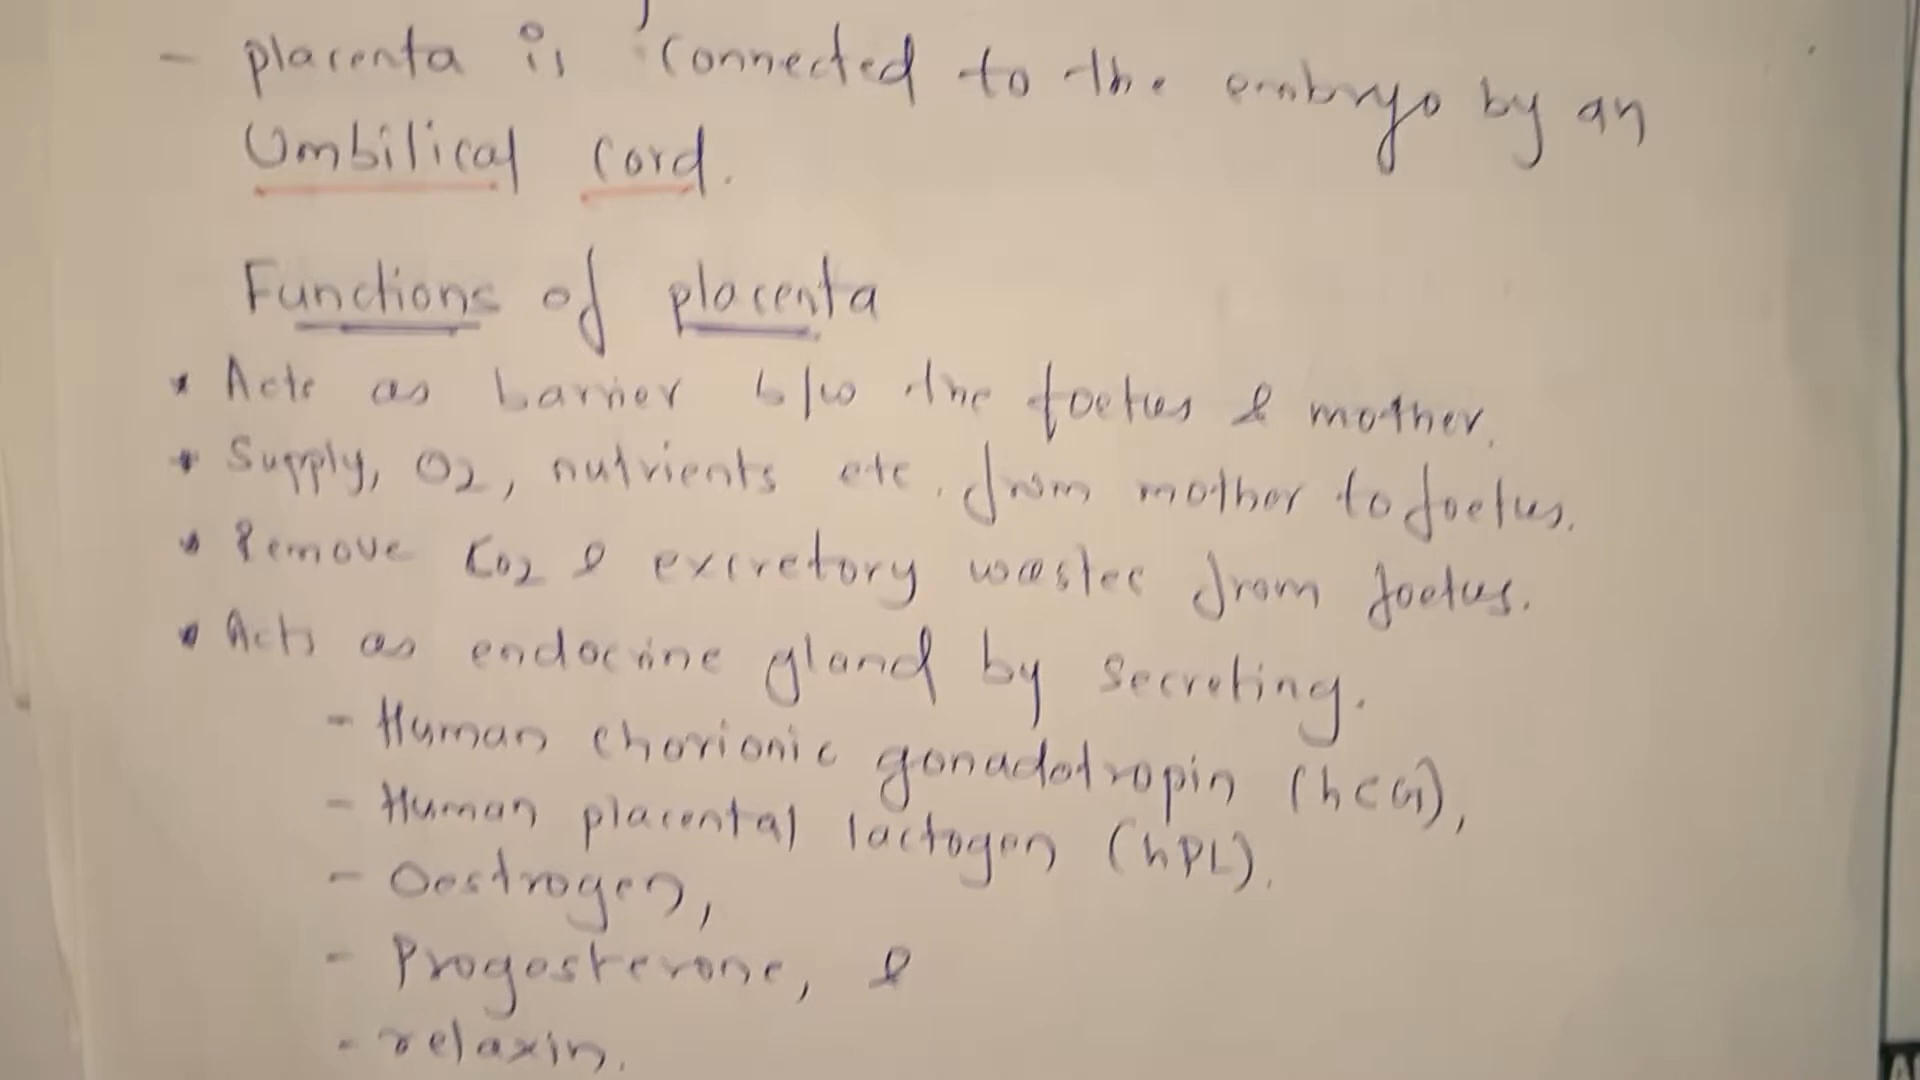 - placenta is connected to the embryo by an
Umbilical cord.
Functions of placenta
* Acts as barrier b/w the foetus & mother.
* Supply, O2, nutrients etc. from mother to foetus.
* Remove CO2 & excretory wastes from foetus.
* Acts as endocrine gland by secreting.
- Human chorionic gonadotropin (hCG),
- Human placental lactogen (hPL).
- Oestrogen,
- Progesterone, &
- relaxin.